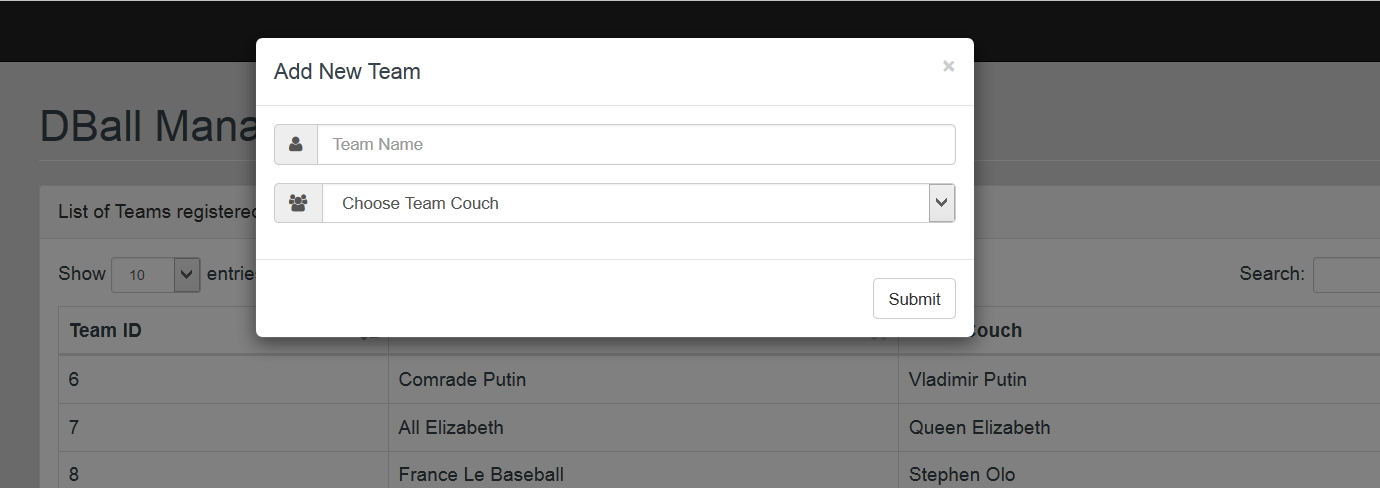 Add New Team ×
DBall Mana
Team Name
Choose Team Couch
List of Teams registered
Show 10 entrie Search:
Submit
Team ID Couch
6 Comrade Putin Vladimir Putin
7 All Elizabeth Queen Elizabeth
8 France Le Baseball Stephen Olo